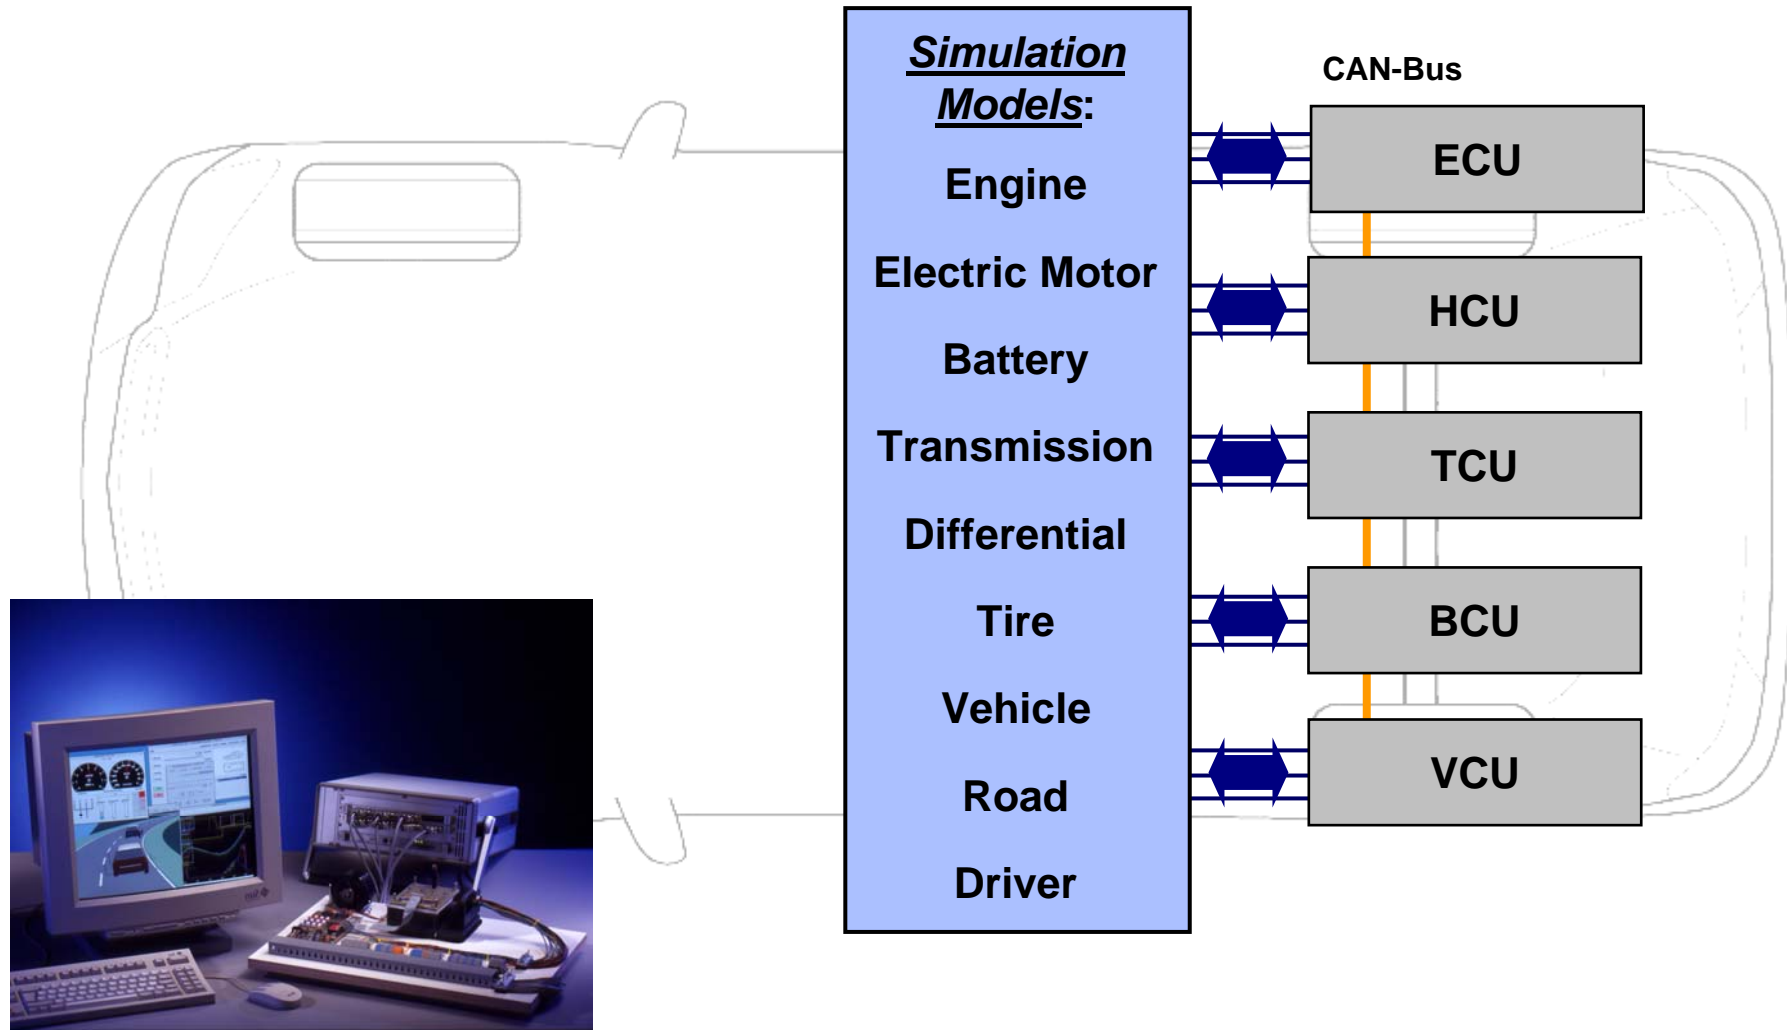 Simulation
Models:
Engine
Electric Motor
Battery
Transmission
Differential
Tire
Vehicle
Road
Driver
CAN-Bus
ECU
HCU
TCU
BCU
VCU